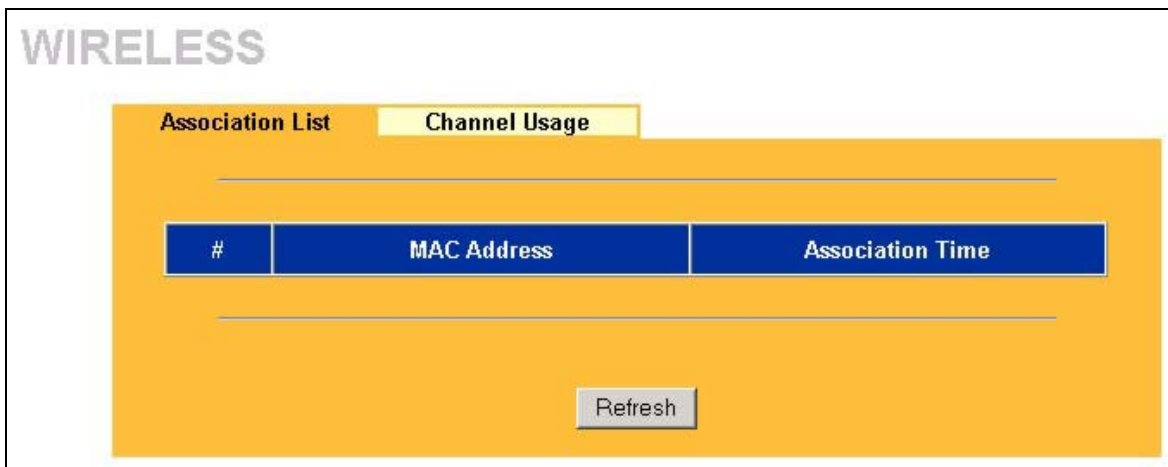 WIRELESS
Association List Channel Usage
# MAC Address Association Time
Refresh